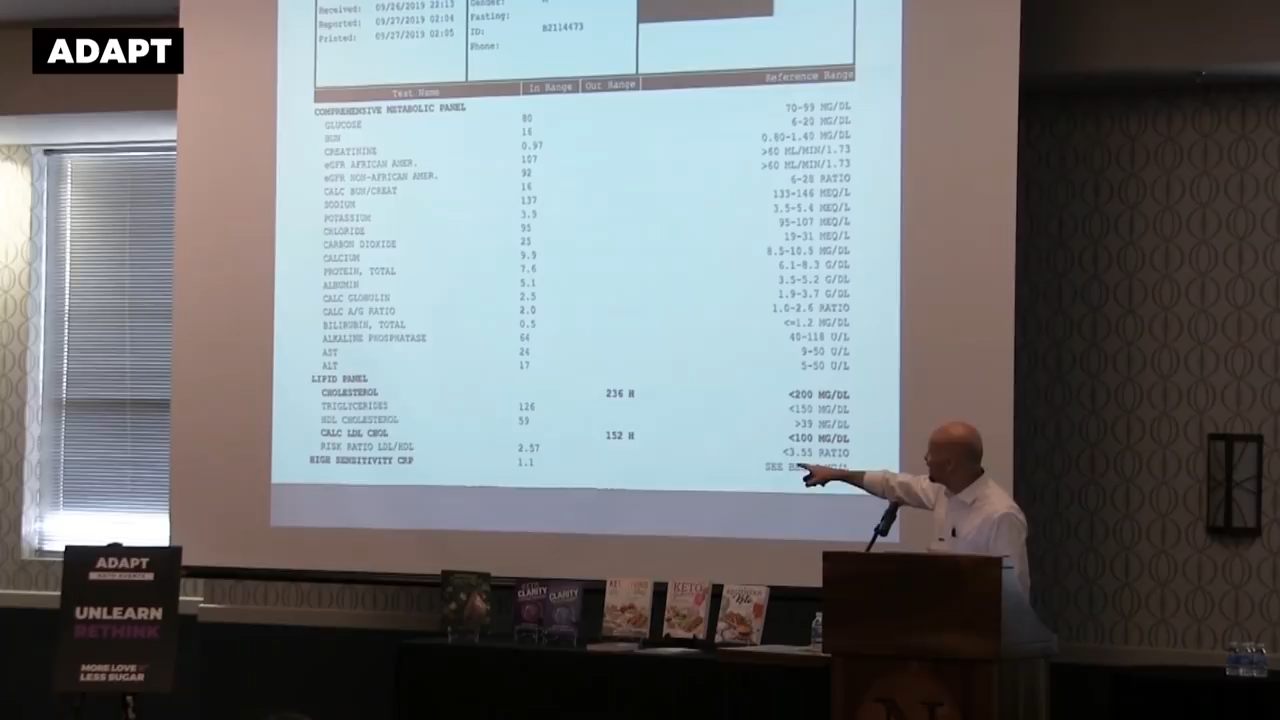 ADAPT
Received: 09/26/2019 22:13
Reported: 09/27/2019 02:04
Printed: 09/27/2019 02:05
Gender: M
Fasting:
ID: B2114473
Phone:
Test Name In Range Out Range Reference Range
COMPREHENSIVE METABOLIC PANEL
GLUCOSE 80 70-99 MG/DL
BUN 16 6-20 MG/DL
CREATININE 0.97 0.80-1.40 MG/DL
eGFR AFRICAN AMER. 107 >60 ML/MIN/1.73
eGFR NON-AFRICAN AMER. 92 >60 ML/MIN/1.73
CALC BUN/CREAT 16 6-28 RATIO
SODIUM 137 133-146 MEQ/L
POTASSIUM 3.9 3.5-5.4 MEQ/L
CHLORIDE 95 95-107 MEQ/L
CARBON DIOXIDE 25 19-31 MEQ/L
CALCIUM 9.9 8.5-10.5 MG/DL
PROTEIN, TOTAL 7.6 6.1-8.3 G/DL
ALBUMIN 5.1 3.5-5.2 G/DL
CALC GLOBULIN 2.5 1.9-3.7 G/DL
CALC A/G RATIO 2.0 1.0-2.6 RATIO
BILIRUBIN, TOTAL 0.5 <=1.2 MG/DL
ALKALINE PHOSPHATASE 64 40-118 U/L
AST 24 9-50 U/L
ALT 17 5-50 U/L
LIPID PANEL
CHOLESTEROL 236 H <200 MG/DL
TRIGLYCERIDES 126 <150 MG/DL
HDL CHOLESTEROL 59 >39 MG/DL
CALC LDL CHOL 152 H <100 MG/DL
RISK RATIO LDL/HDL 2.57 <3.55 RATIO
HIGH SENSITIVITY CRP 1.1 SEE
ADAPT
UNLEARN
RETHINK
MORE LOVE
LESS SUGAR
CLARITY
CLARITY
KETO